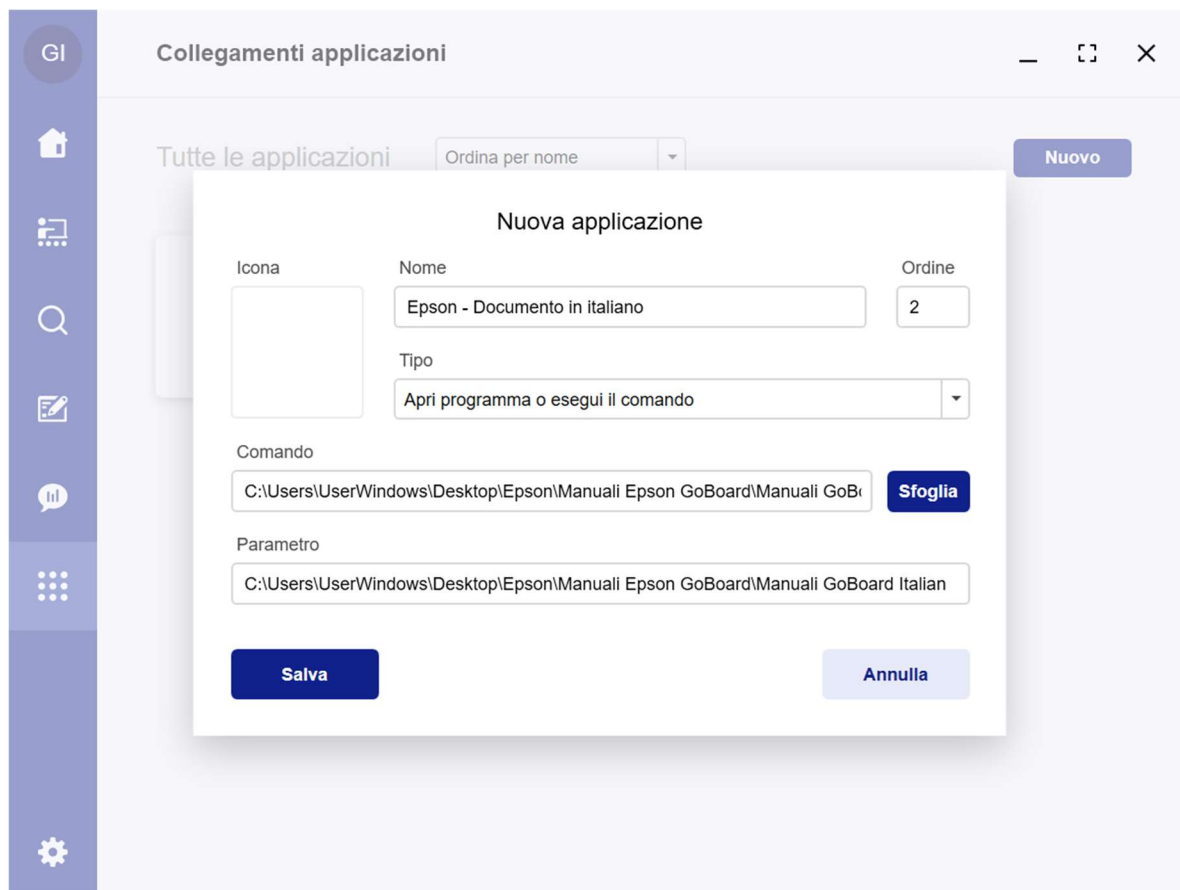 GI
Collegamenti applicazioni
Tutte le applicazioni
Ordina per nome
Nuovo
Nuova applicazione
Icona
Nome
Ordine
Epson - Documento in italiano
2
Tipo
Apri programma o esegui il comando
Comando
C:\Users\UserWindows\Desktop\Epson\Manuali Epson GoBoard\Manuali GoBo
Sfoglia
Parametro
C:\Users\UserWindows\Desktop\Epson\Manuali Epson GoBoard\Manuali GoBoard Italian
Salva
Annulla